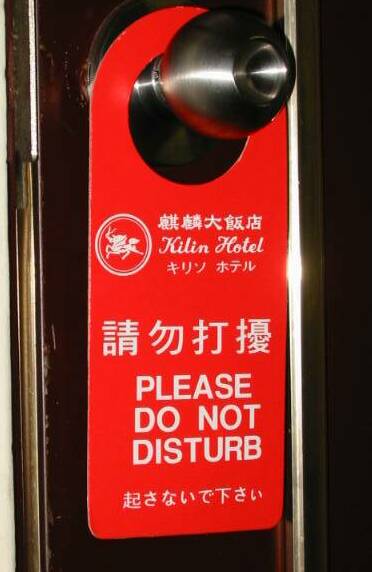 麒麟大飯店
Kilin Hotel
キリソ ホテル
請勿打擾
PLEASE
DO NOT
DISTURB
起さないで下さい